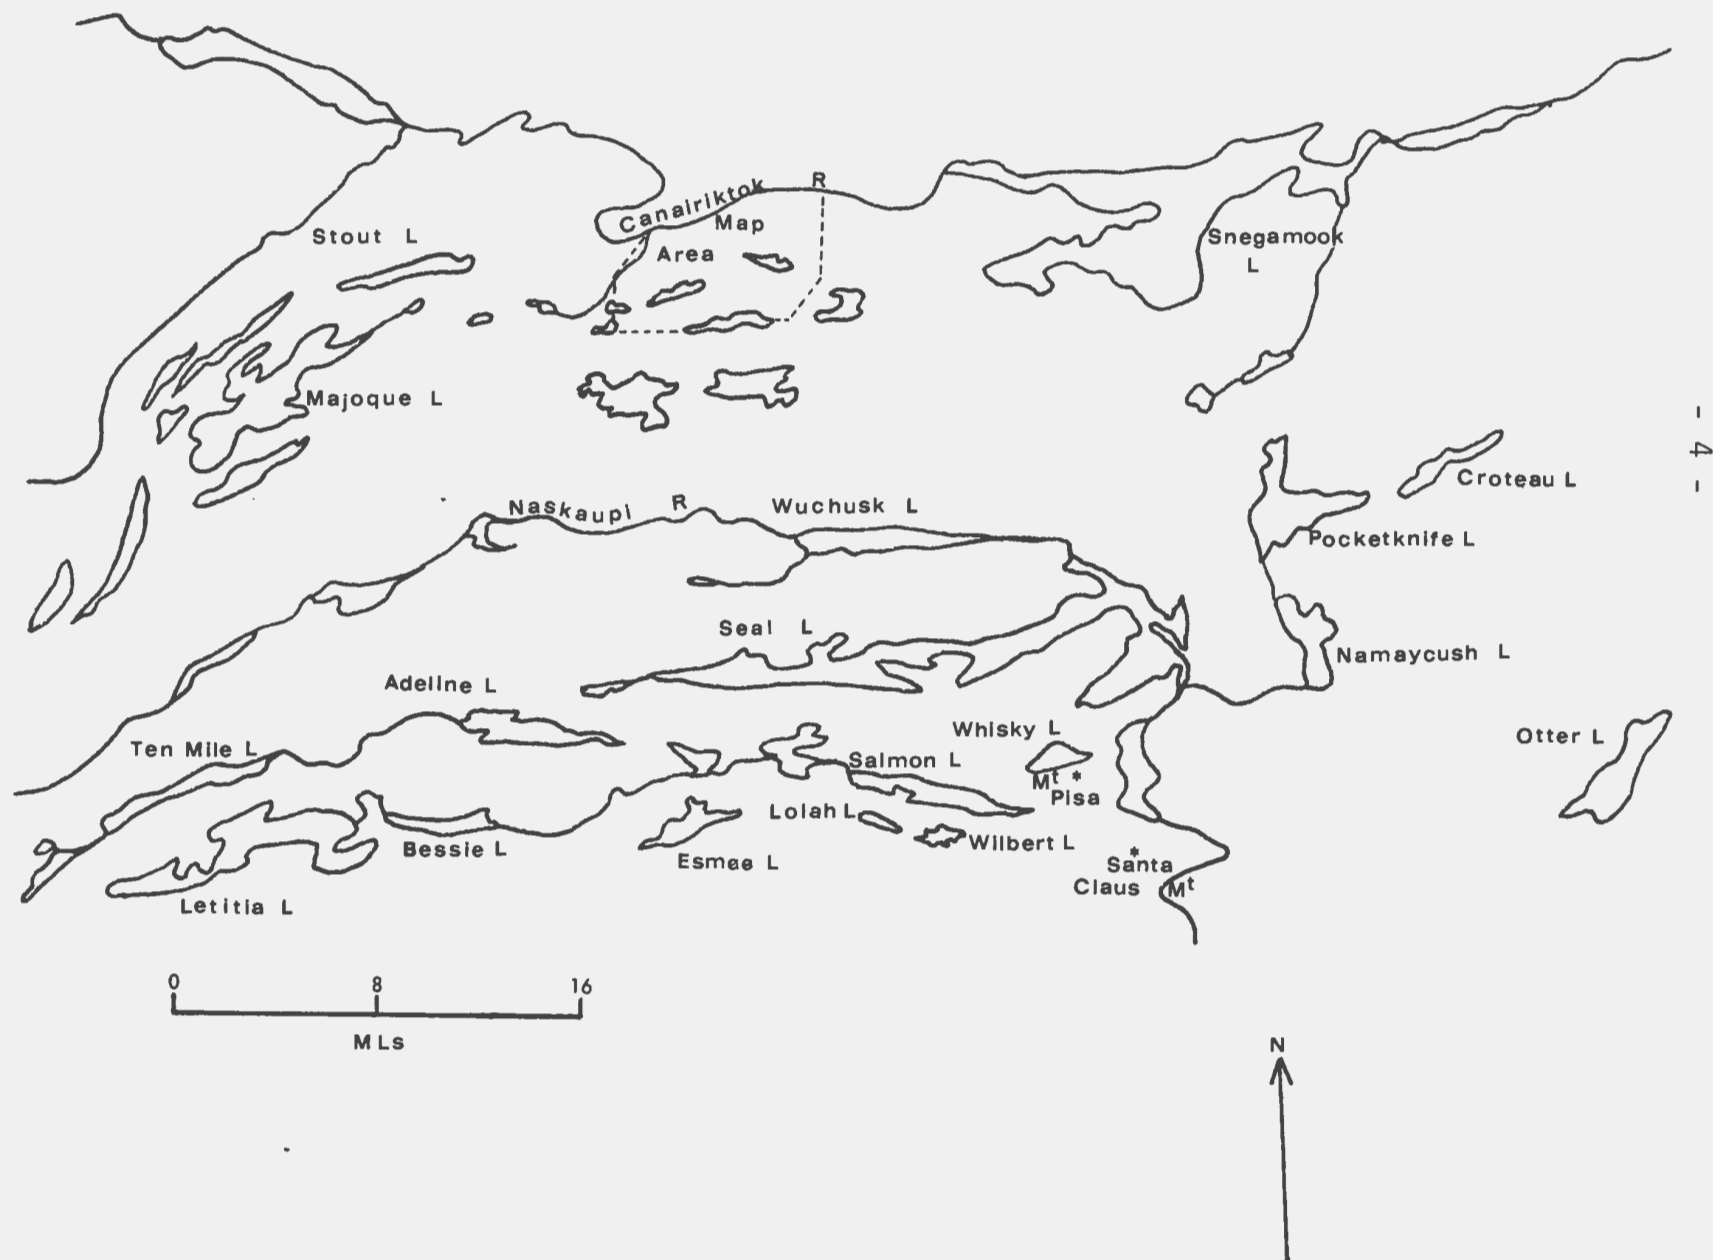 Canairiktok R
Map
Area
Stout L
Snegamook
L
Majoque L
- 4 -
Croteau L
Naskaupi R
Wuchusk L
Pocketknife L
Seal L
Namaycush L
Adeline L
Ten Mile L
Whisky L
Otter L
Salmon L
Mt *
Pisa
Lolah L
Wilbert L
Bessie L
Esmee L
*
Santa
Claus Mt
Letitia L
0 8 16
MLs
N